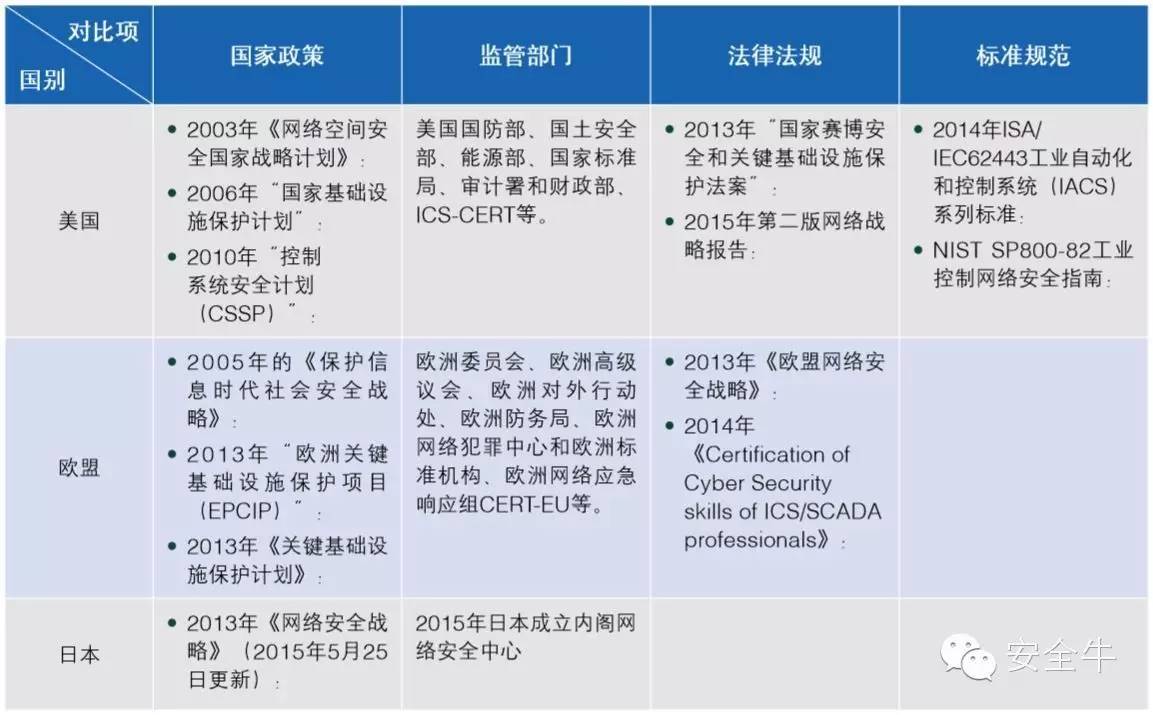 对比项
国别
国家政策
监管部门
法律法规
标准规范
美国
• 2003年《网络空间安
全国家战略计划》：
• 2006年“国家基础设
施保护计划”：
• 2010年“控制
系统安全计划
（CSSP）”：
美国国防部、国土安全
部、能源部、国家标准
局、审计署和财政部、
ICS-CERT等。
• 2013年“国家赛博安
全和关键基础设施保
护法案”：
• 2015年第二版网络战
略报告：
• 2014年ISA/
IEC62443工业自动化
和控制系统（IACS）
系列标准：
• NIST SP800-82工业
控制网络安全指南：
欧盟
• 2005年的《保护信
息时代社会安全战
略》：
• 2013年“欧洲关键
基础设施保护项目
（EPCIP）”：
• 2013年《关键基础设
施保护计划》：
欧洲委员会、欧洲高级
议会、欧洲对外行动
处、欧洲防务局、欧洲
网络犯罪中心和欧洲标
准机构、欧洲网络应急
响应组CERT-EU等。
• 2013年《欧盟网络安
全战略》：
• 2014年
《Certification of
Cyber Security
skills of ICS/SCADA
professionals》：
日本
• 2013年《网络安全战
略》（2015年5月25
日更新）：
2015年日本成立内阁网
络安全中心
安全牛